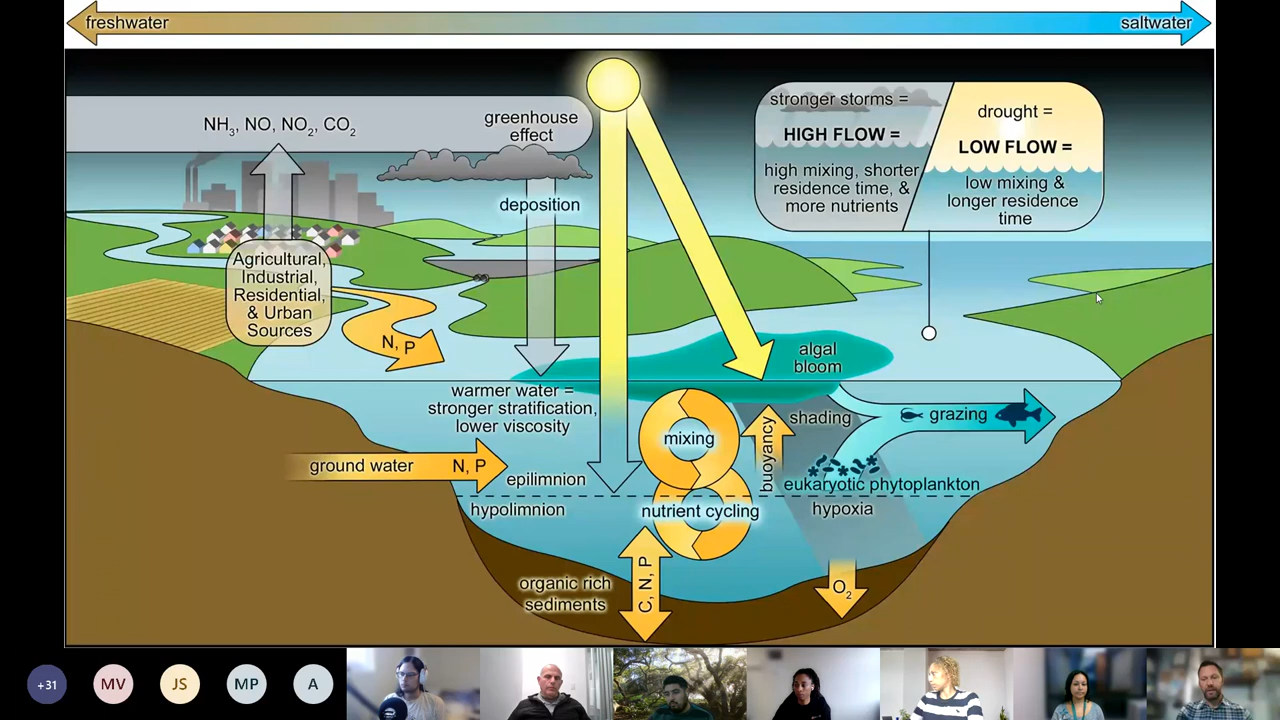 freshwater
saltwater
NH3, NO, NO2, CO2
greenhouse
effect
stronger storms =
HIGH FLOW =
high mixing, shorter
residence time, &
more nutrients
drought =
LOW FLOW =
low mixing &
longer residence
time
deposition
Agricultural,
Industrial,
Residential,
& Urban
Sources
N, P
algal
bloom
warmer water =
stronger stratification,
lower viscosity
mixing
buoyancy
shading
grazing
ground water N, P
epilimnion
eukaryotic phytoplankton
hypolimnion
nutrient cycling
hypoxia
organic rich
sediments
C, N, P
O2
+31
MV
JS
MP
A